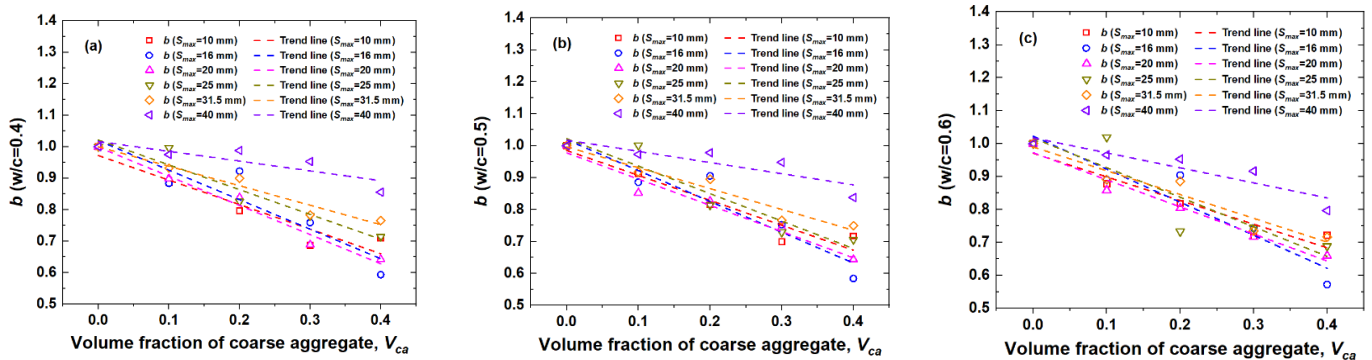 (a)
b (S_max=10 mm) Trend line (S_max=10 mm)
b (S_max=16 mm) Trend line (S_max=16 mm)
b (S_max=20 mm) Trend line (S_max=20 mm)
b (S_max=25 mm) Trend line (S_max=25 mm)
b (S_max=31.5 mm) Trend line (S_max=31.5 mm)
b (S_max=40 mm) Trend line (S_max=40 mm)
1.4
1.3
1.2
1.1
1.0
0.9
0.8
0.7
0.6
0.5
b (w/c=0.4)
0.0 0.1 0.2 0.3 0.4
Volume fraction of coarse aggregate, V_ca
(b)
b (S_max=10 mm) Trend line (S_max=10 mm)
b (S_max=16 mm) Trend line (S_max=16 mm)
b (S_max=20 mm) Trend line (S_max=20 mm)
b (S_max=25 mm) Trend line (S_max=25 mm)
b (S_max=31.5 mm) Trend line (S_max=31.5 mm)
b (S_max=40 mm) Trend line (S_max=40 mm)
1.4
1.3
1.2
1.1
1.0
0.9
0.8
0.7
0.6
0.5
b (w/c=0.5)
0.0 0.1 0.2 0.3 0.4
Volume fraction of coarse aggregate, V_ca
(c)
b (S_max=10 mm) Trend line (S_max=10 mm)
b (S_max=16 mm) Trend line (S_max=16 mm)
b (S_max=20 mm) Trend line (S_max=20 mm)
b (S_max=25 mm) Trend line (S_max=25 mm)
b (S_max=31.5 mm) Trend line (S_max=31.5 mm)
b (S_max=40 mm) Trend line (S_max=40 mm)
1.4
1.3
1.2
1.1
1.0
0.9
0.8
0.7
0.6
0.5
b (w/c=0.6)
0.0 0.1 0.2 0.3 0.4
Volume fraction of coarse aggregate, V_ca